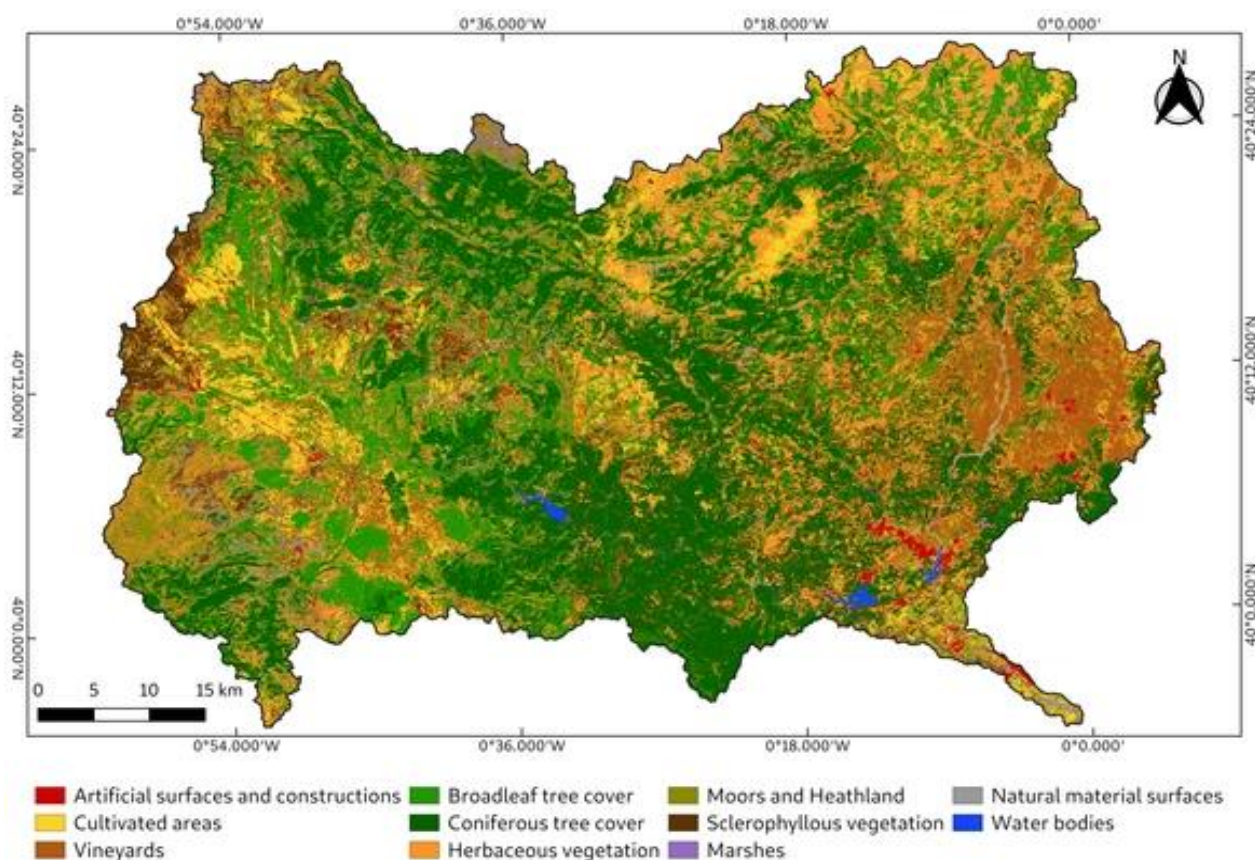 0°54.000'W 0°36.000'W 0°18.000'W 0°0.000'
N
40°24.000'N 40°24.000'N
40°12.000'N 40°12.000'N
40°0.000'N 40°0.000'N
0 5 10 15 km
0°54.000'W 0°36.000'W 0°18.000'W 0°0.000'
Artificial surfaces and constructions Broadleaf tree cover Moors and Heathland Natural material surfaces
Cultivated areas Coniferous tree cover Sclerophyllous vegetation Water bodies
Vineyards Herbaceous vegetation Marshes